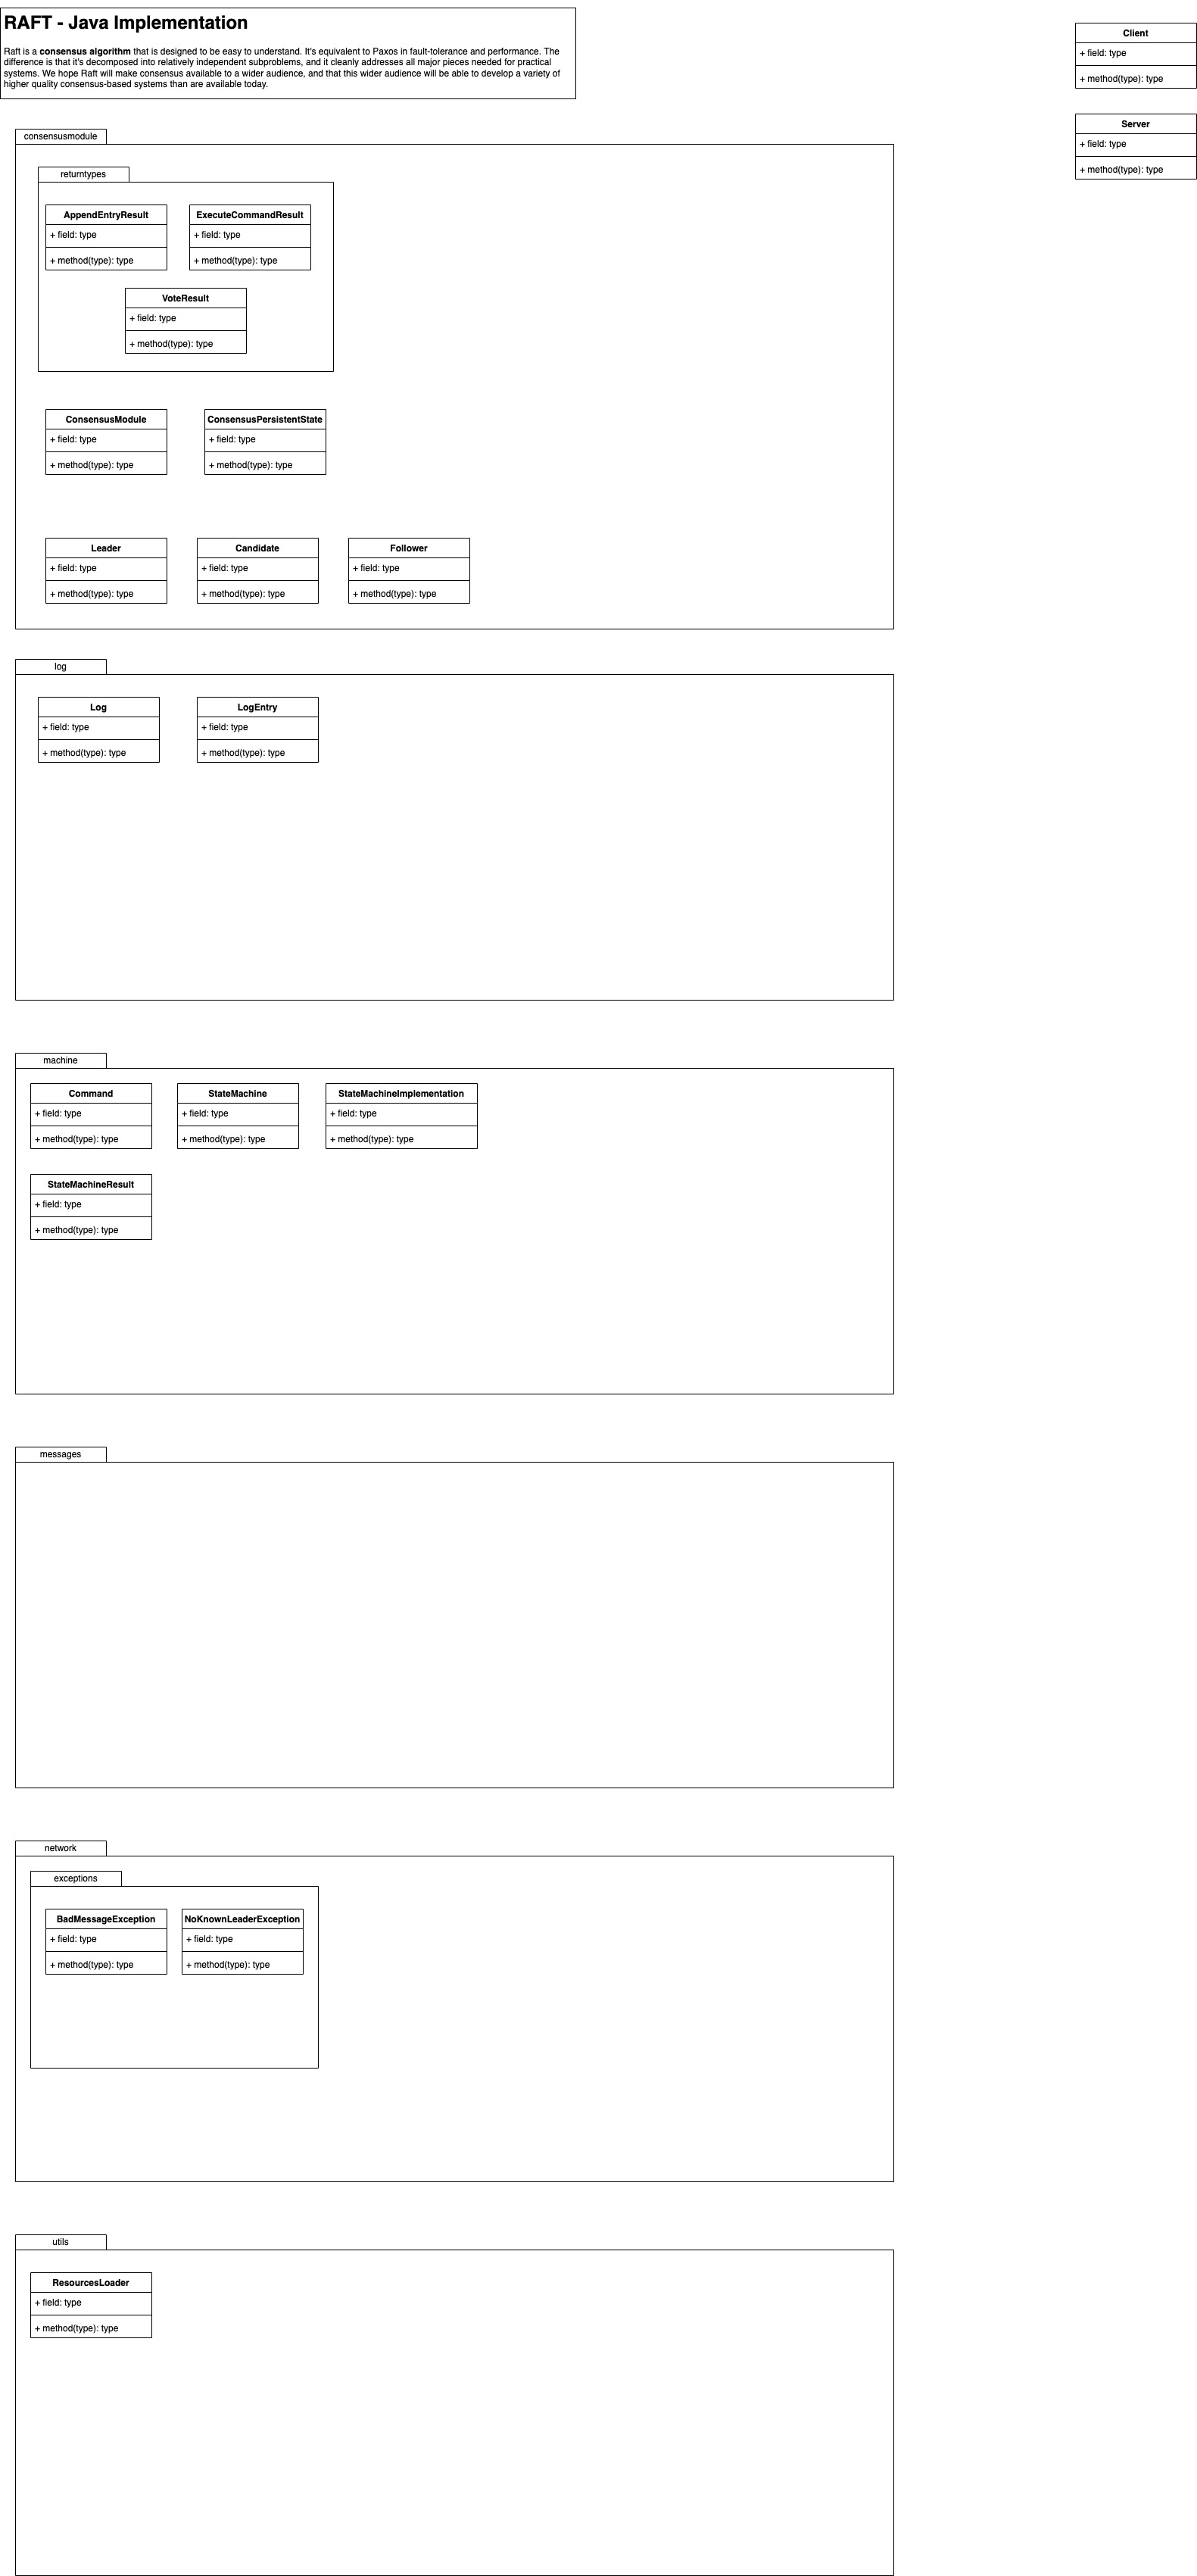 RAFT - Java Implementation
Raft is a consensus algorithm that is designed to be easy to understand. It's equivalent to Paxos in fault-tolerance and performance. The
difference is that it's decomposed into relatively independent subproblems, and it cleanly addresses all major pieces needed for practical
systems. We hope Raft will make consensus available to a wider audience, and that this wider audience will be able to develop a variety of
higher quality consensus-based systems than are available today.
Client
+ field: type
+ method(type): type
Server
+ field: type
+ method(type): type
consensusmodule
returntypes
AppendEntryResult
+ field: type
+ method(type): type
ExecuteCommandResult
+ field: type
+ method(type): type
VoteResult
+ field: type
+ method(type): type
ConsensusModule
+ field: type
+ method(type): type
ConsensusPersistentState
+ field: type
+ method(type): type
Leader
+ field: type
+ method(type): type
Candidate
+ field: type
+ method(type): type
Follower
+ field: type
+ method(type): type
log
Log
+ field: type
+ method(type): type
LogEntry
+ field: type
+ method(type): type
machine
Command
+ field: type
+ method(type): type
StateMachine
+ field: type
+ method(type): type
StateMachineImplementation
+ field: type
+ method(type): type
StateMachineResult
+ field: type
+ method(type): type
messages
network
exceptions
BadMessageException
+ field: type
+ method(type): type
NoKnownLeaderException
+ field: type
+ method(type): type
utils
ResourcesLoader
+ field: type
+ method(type): type